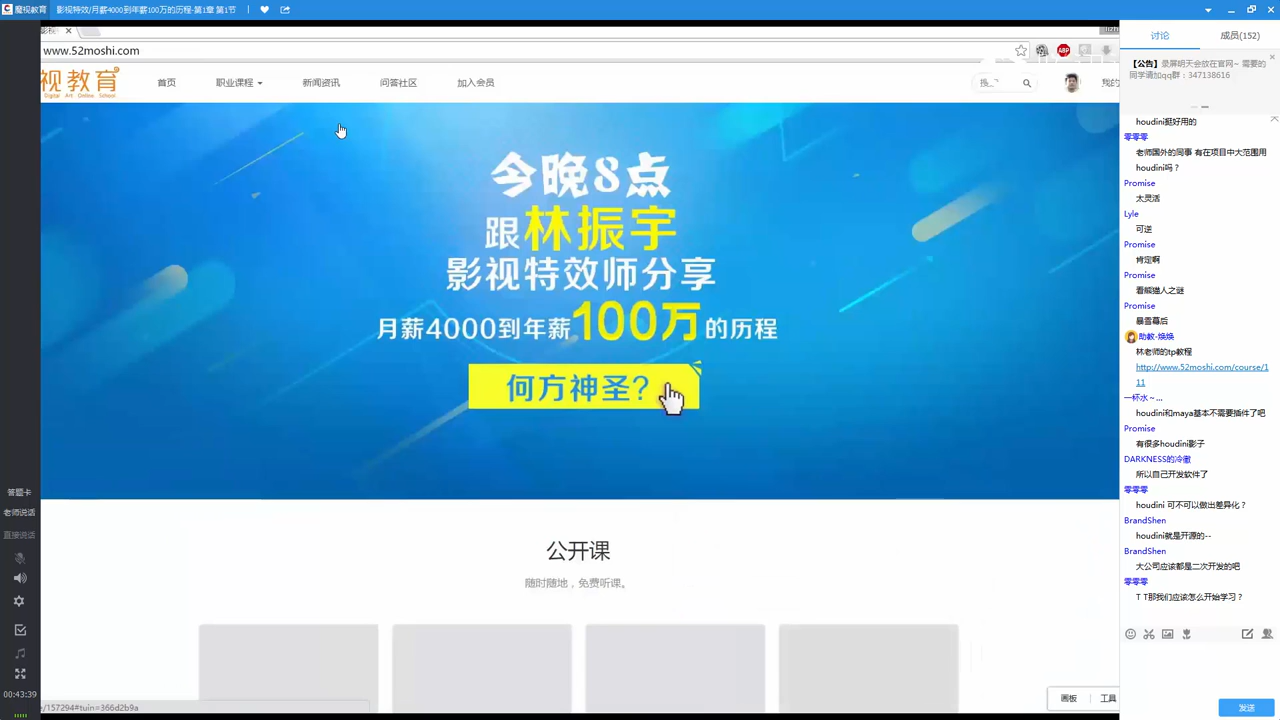 魔视教育
影视特效/月薪4000到年薪100万的历程-第1章 第1节
讨论
成员(152)
www.52moshi.com
ABP
视教育
Digital Art Online School
首页
职业课程
新闻资讯
问答社区
加入会员
我的
【公告】录屏明天会放在官网~ 需要的
同学请加qq群：347138616
今晚8点
跟林振宇
影视特效师分享
月薪4000到年薪100万的历程
何方神圣?
公开课
随时随地，免费听课。
houdini挺好用的
零零零
老师国外的同事 有在项目中大范围用
houdini吗？
Promise
太灵活
Lyle
可逆
Promise
肯定啊
Promise
看熊猫人之谜
Promise
暴雪幕后
助教-焕焕
林老师的tp教程
http://www.52moshi.com/course/1
11
一杯水～...
houdini和maya基本不需要插件了吧
Promise
有很多houdini影子
DARKNESS的冷澈
所以自己开发软件了
零零零
houdini 可不可以做出差异化？
BrandShen
houdini就是开源的--
BrandShen
大公司应该都是二次开发的吧
零零零
T T那我们应该怎么开始学习？
答题卡
老师说话
直接说话
00:43:39
/157294#tuin=366d2b9a
画板
工具
发送